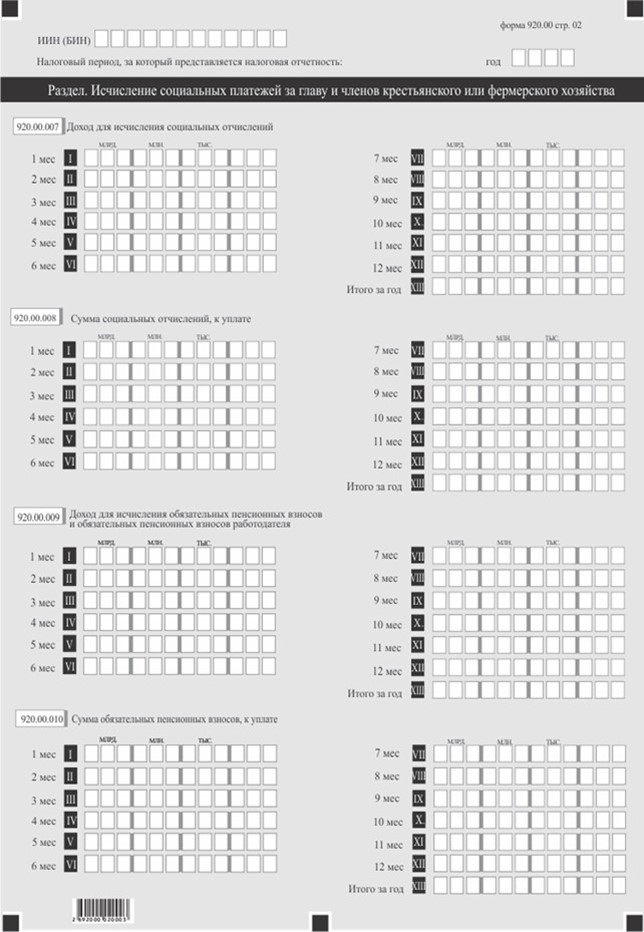 форма 920.00 стр. 02
ИИН (БИН)
Налоговый период, за который представляется налоговая отчетность: год
Раздел. Исчисление социальных платежей за главу и членов крестьянского или фермерского хозяйства
920.00.007 Доход для исчисления социальных отчислений
МЛРД. МЛН. ТЫС. МЛРД. МЛН. ТЫС.
1 мес I 7 мес VII
2 мес II 8 мес VIII
3 мес III 9 мес IX
4 мес IV 10 мес X
5 мес V 11 мес XI
6 мес VI 12 мес XII
Итого за год XIII
920.00.008 Сумма социальных отчислений, к уплате
МЛРД. МЛН. ТЫС. МЛРД. МЛН. ТЫС.
1 мес I 7 мес VII
2 мес II 8 мес VIII
3 мес III 9 мес IX
4 мес IV 10 мес X
5 мес V 11 мес XI
6 мес VI 12 мес XII
Итого за год XIII
920.00.009 Доход для исчисления обязательных пенсионных взносов
и обязательных пенсионных взносов работодателя
МЛРД. МЛН. ТЫС. МЛРД. МЛН. ТЫС.
1 мес I 7 мес VII
2 мес II 8 мес VIII
3 мес III 9 мес IX
4 мес IV 10 мес X
5 мес V 11 мес XI
6 мес VI 12 мес XII
Итого за год XIII
920.00.010 Сумма обязательных пенсионных взносов, к уплате
МЛРД. МЛН. ТЫС. МЛРД. МЛН. ТЫС.
1 мес I 7 мес VII
2 мес II 8 мес VIII
3 мес III 9 мес IX
4 мес IV 10 мес X
5 мес V 11 мес XI
6 мес VI 12 мес XII
Итого за год XIII
2 692000 020003